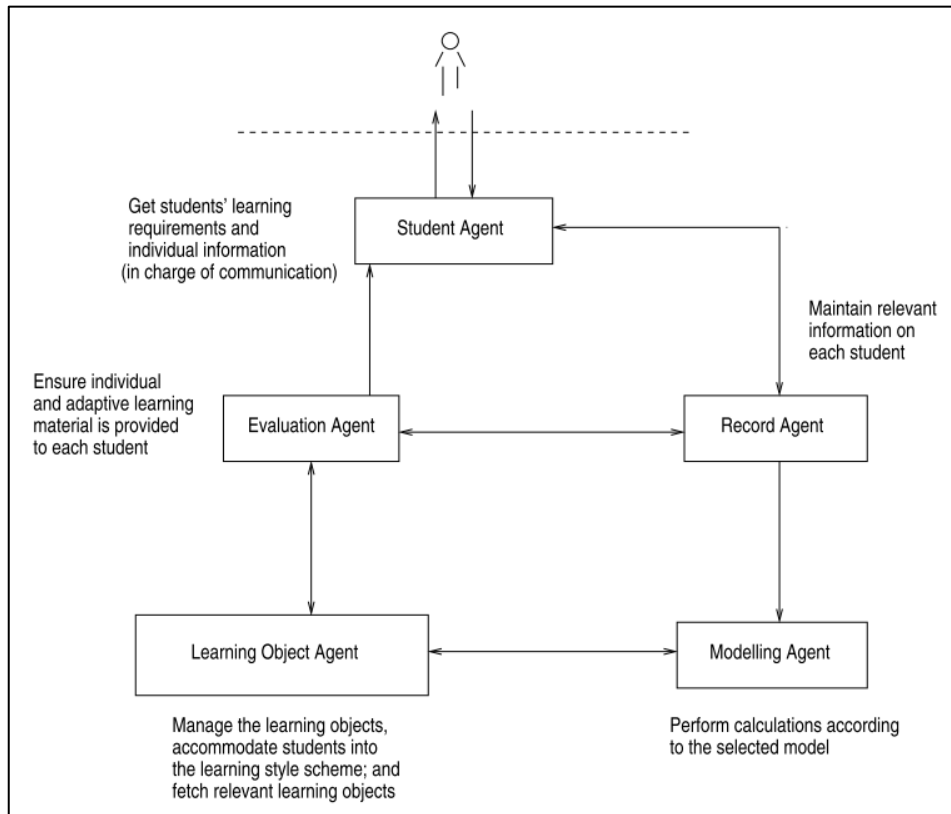 Get students' learning
requirements and
individual information
(in charge of communication)
Student Agent
Maintain relevant
information on
each student
Ensure individual
and adaptive learning
material is provided
to each student
Evaluation Agent
Record Agent
Learning Object Agent
Modelling Agent
Manage the learning objects,
accommodate students into
the learning style scheme; and
fetch relevant learning objects
Perform calculations according
to the selected model